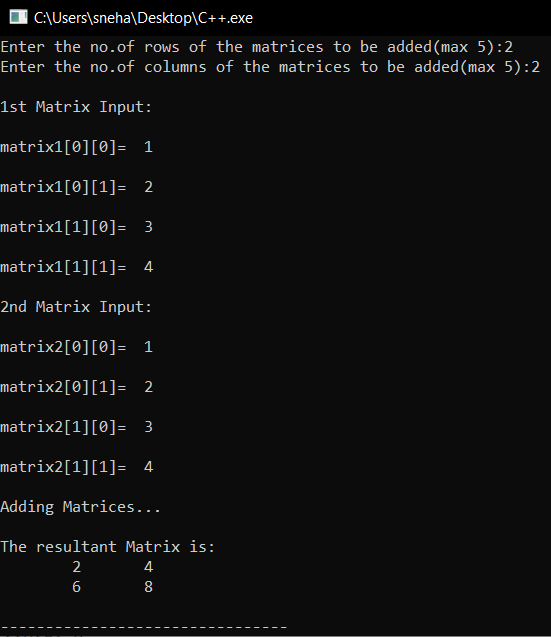 C:\Users\sneha\Desktop\C++.exe
Enter the no.of rows of the matrices to be added(max 5):2
Enter the no.of columns of the matrices to be added(max 5):2
1st Matrix Input:
matrix1[0][0]=  1
matrix1[0][1]=  2
matrix1[1][0]=  3
matrix1[1][1]=  4
2nd Matrix Input:
matrix2[0][0]=  1
matrix2[0][1]=  2
matrix2[1][0]=  3
matrix2[1][1]=  4
Adding Matrices...
The resultant Matrix is:
        2       4
        6       8
--------------------------------